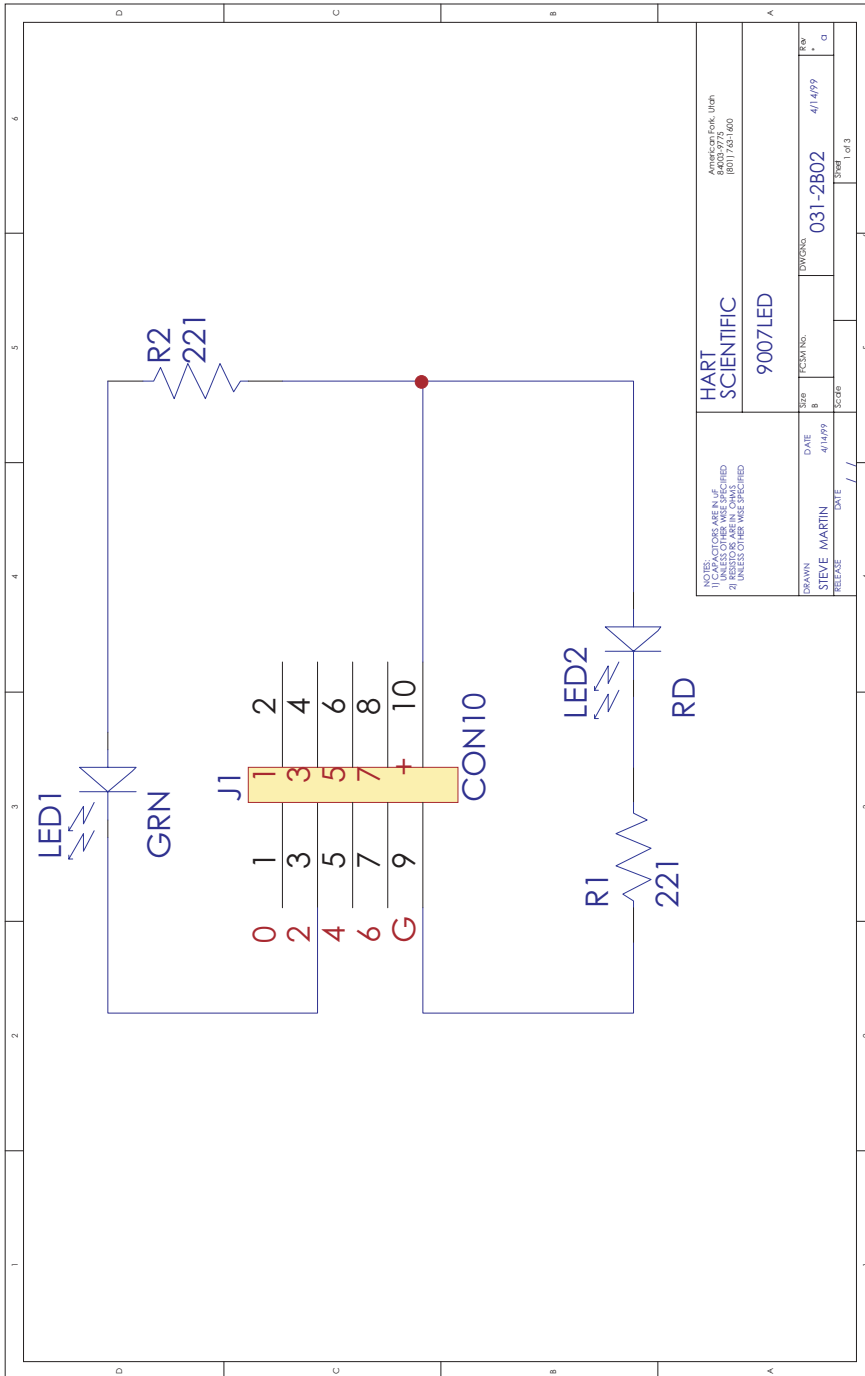 6
5
4
3
2
1
D
C
B
A
LED1
GRN
R2
221
J1
0
2
4
6
G
1
3
5
7
9
1
3
5
7
+
2
4
6
8
10
CON10
LED2
RD
R1
221
NOTES:
1) CAPACITORS ARE IN uF
UNLESS OTHER WISE SPECIFIED
2) RESISTORS ARE IN OHMS
UNLESS OTHER WISE SPECIFIED
HART
SCIENTIFIC
American Fork, Utah
84003-9775
(801) 763-1600
9007LED
DRAWN
STEVE MARTIN
DATE
4/14/99
RELEASE
DATE
/ /
Size
B
FCSM No.
DWGNo.
031-2B02
4/14/99
Rev
*
a
Scale
Sheet
1 of 3
D
C
B
A
1